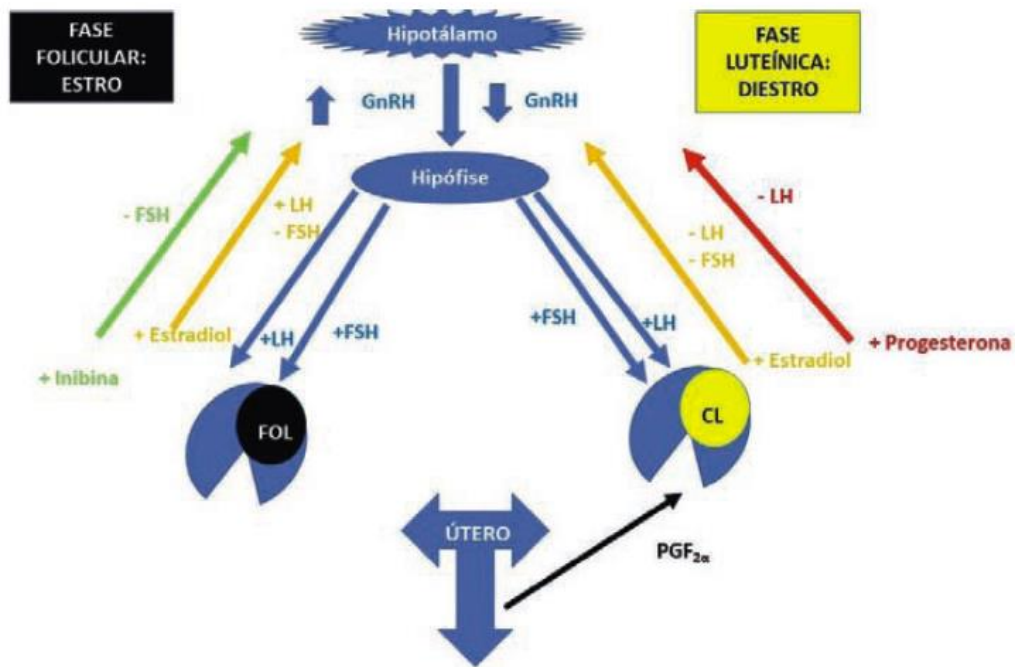 FASE
FOLICULAR:
ESTRO
Hipotálamo
FASE
LUTEÍNICA:
DIESTRO
GnRH
GnRH
Hipófise
- FSH
+ LH
- FSH
- LH
- LH
- FSH
+ Estradiol
+LH
+FSH
+FSH
+LH
+ Estradiol
+ Progesterona
+ Inibina
FOL
CL
ÚTERO
PGF₂α